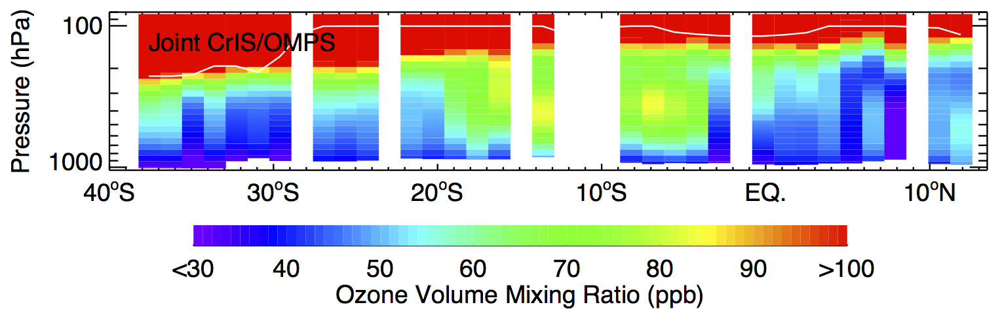 Pressure (hPa)
100
1000
Joint CrIS/OMPS
40°S 30°S 20°S 10°S EQ. 10°N
<30 40 50 60 70 80 90 >100
Ozone Volume Mixing Ratio (ppb)